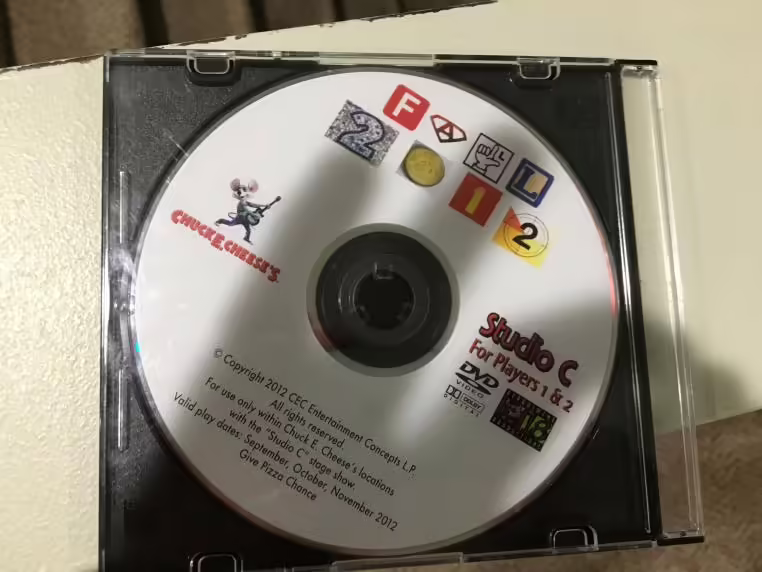 FALL
2012
CHUCK E. CHEESE'S
Studio C
For Players 1 & 2
DVD
VIDEO
DOLBY
DIGITAL
© Copyright 2012 CEC Entertainment Concepts L.P.
All rights reserved.
For use only within Chuck E. Cheese's locations
with the "Studio C" stage show.
Valid play dates: September, October, November 2012
Give Pizza Chance